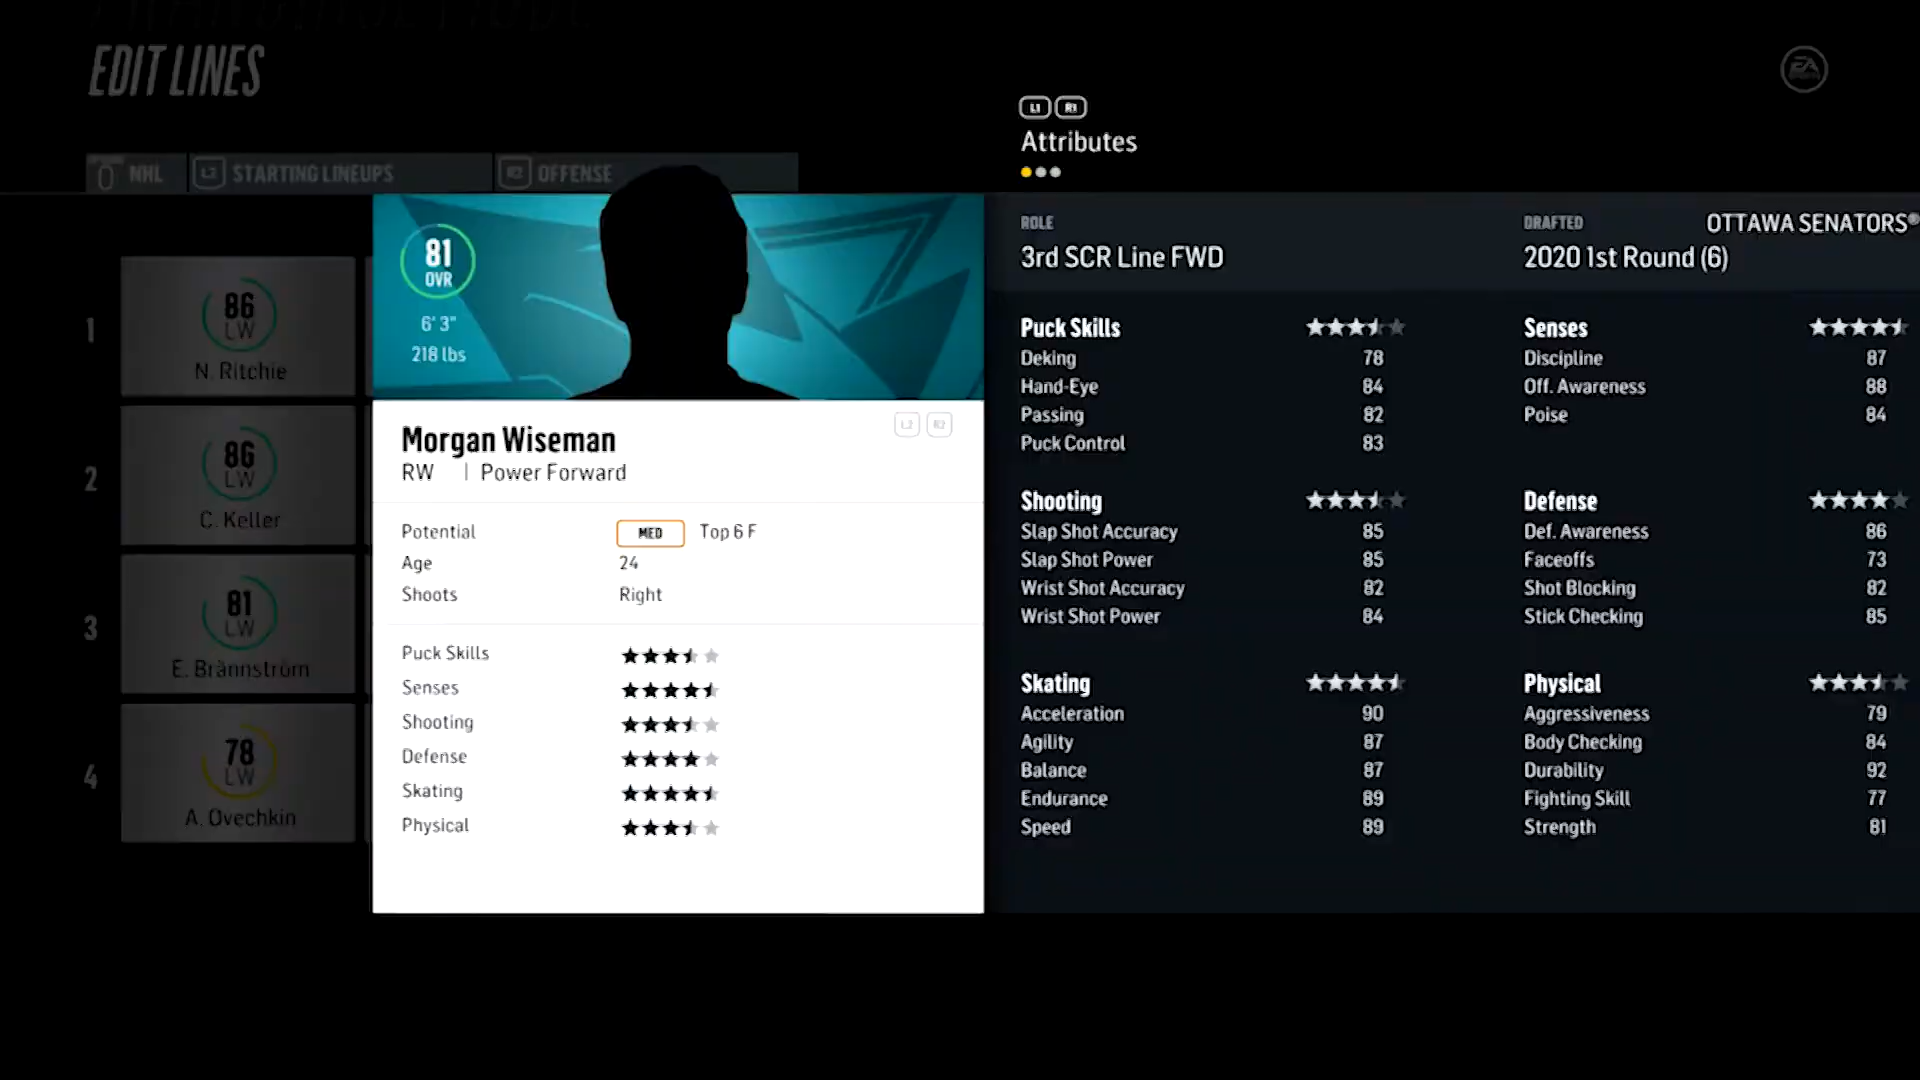 EDIT LINES
EA
L1 R1
Attributes
NHL
L2 STARTING LINEUPS
R2 OFFENSE
1
86
LW
N. Ritchie
2
86
LW
C. Keller
3
81
LW
E. Brännström
4
78
LW
A. Ovechkin
81
OVR
6' 3"
218 lbs
Morgan Wiseman
L2 R2
RW | Power Forward
Potential MED Top 6 F
Age 24
Shoots Right
Puck Skills
Senses
Shooting
Defense
Skating
Physical
ROLE
3rd SCR Line FWD
DRAFTED OTTAWA SENATORS®
2020 1st Round (6)
Puck Skills
Deking 78
Hand-Eye 84
Passing 82
Puck Control 83
Senses
Discipline 87
Off. Awareness 88
Poise 84
Shooting
Slap Shot Accuracy 85
Slap Shot Power 85
Wrist Shot Accuracy 82
Wrist Shot Power 84
Defense
Def. Awareness 86
Faceoffs 73
Shot Blocking 82
Stick Checking 85
Skating
Acceleration 90
Agility 87
Balance 87
Endurance 89
Speed 89
Physical
Aggressiveness 79
Body Checking 84
Durability 92
Fighting Skill 77
Strength 81